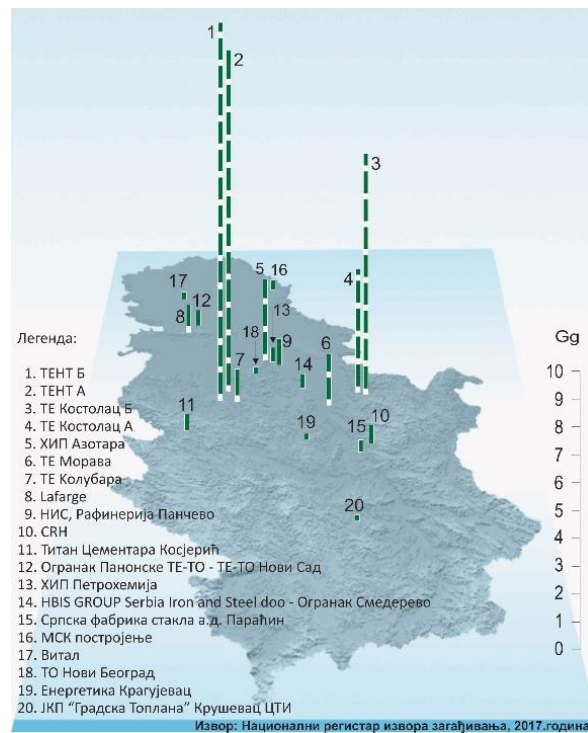 1
2
3
4
5
16
17
13
12
8
18
9
6
7
14
11
10
15
19
20
Gg
10
9
8
7
6
5
4
3
2
1
0
Легенда:
1. ТЕНТ Б
2. ТЕНТ А
3. ТЕ Костолац Б
4. ТЕ Костолац А
5. ХИП Азотара
6. ТЕ Морава
7. ТЕ Колубара
8. Lafarge
9. НИС, Рафинерија Панчево
10. CRH
11. Титан Цементара Косјерић
12. Огранак Панонске ТЕ-ТО - ТЕ-ТО Нови Сад
13. ХИП Петрохемија
14. HBIS GROUP Serbia Iron and Steel doo - Огранак Смедерево
15. Српска фабрика стакла а.д. Параћин
16. МСК постројење
17. Витал
18. ТО Нови Београд
19. Енергетика Крагујевац
20. ЈКП "Градска Топлана" Крушевац ЦТИ
Извор: Национални регистар извора загађивања, 2017.година